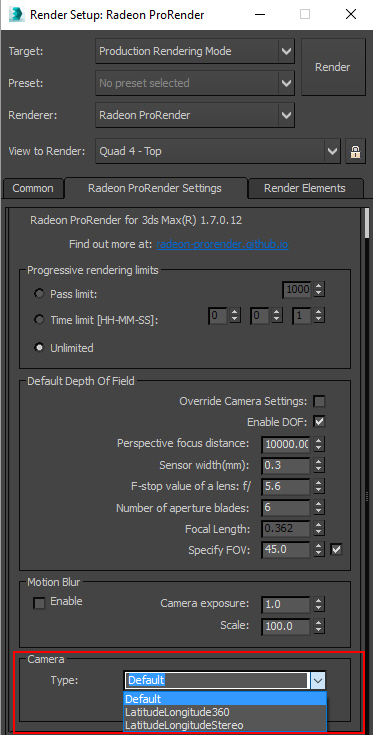 Render Setup: Radeon ProRender
Target: Production Rendering Mode
Preset: No preset selected
Render
Renderer: Radeon ProRender
View to Render: Quad 4 - Top
Common Radeon ProRender Settings Render Elements
Radeon ProRender for 3ds Max(R) 1.7.0.12
Find out more at: radeon-prorender.github.io
Progressive rendering limits
Pass limit: 1000
Time limit [HH-MM-SS]: 0 0 1
Unlimited
Default Depth Of Field
Override Camera Settings:
Enable DOF:
Perspective focus distance: 10000.00
Sensor width(mm): 0.3
F-stop value of a lens: f/ 5.6
Number of aperture blades: 6
Focal Length: 0.362
Specify FOV: 45.0
Motion Blur
Enable Camera exposure: 1.0
Scale: 100.0
Camera
Type: Default
Default
LatitudeLongitude360
LatitudeLongitudeStereo